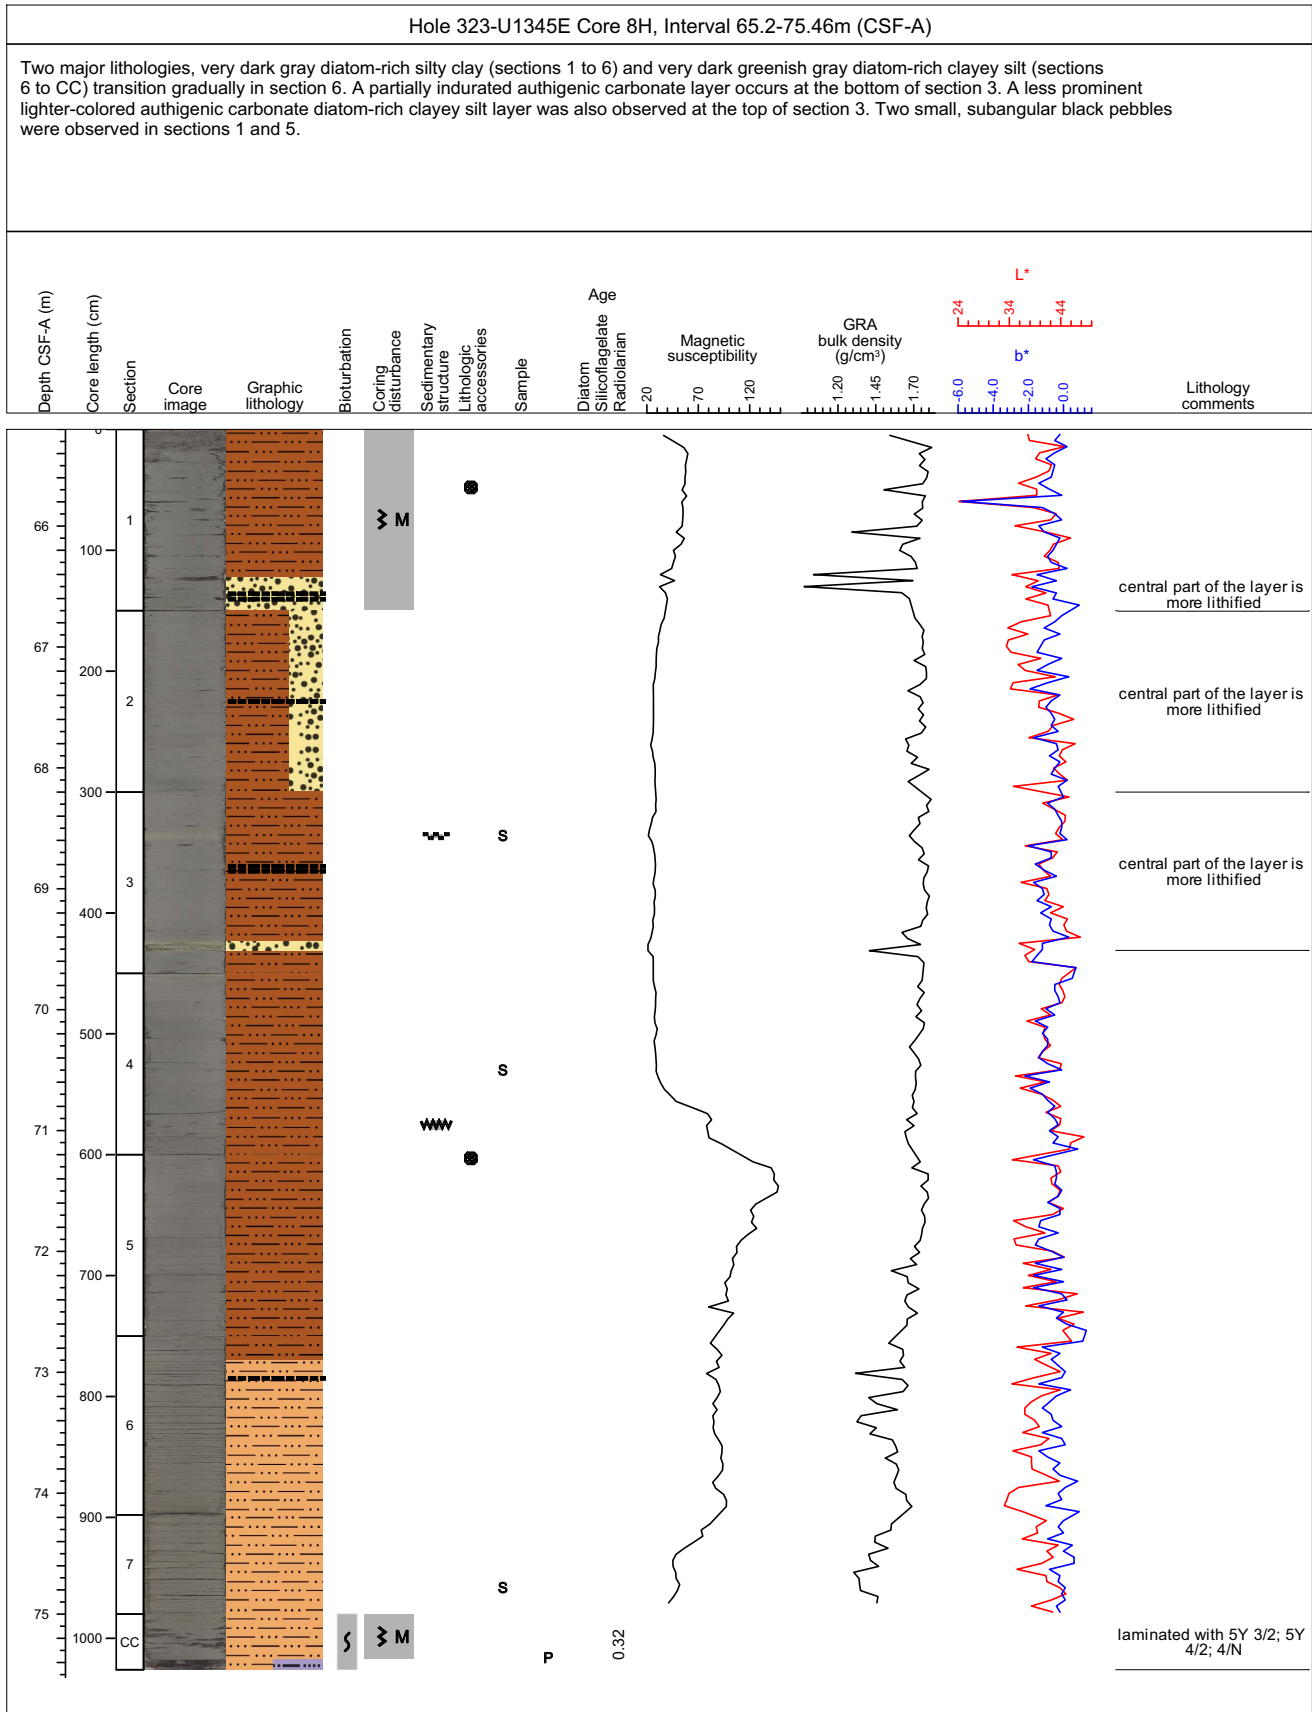 Hole 323-U1345E Core 8H, Interval 65.2-75.46m (CSF-A)
Two major lithologies, very dark gray diatom-rich silty clay (sections 1 to 6) and very dark greenish gray diatom-rich clayey silt (sections
6 to CC) transition gradually in section 6. A partially indurated authigenic carbonate layer occurs at the bottom of section 3. A less prominent
lighter-colored authigenic carbonate diatom-rich clayey silt layer was also observed at the top of section 3. Two small, subangular black pebbles
were observed in sections 1 and 5.
Depth CSF-A (m)
Core length (cm)
Section
Core
image
Graphic
lithology
Bioturbation
Coring
disturbance
Sedimentary
structure
Lithologic
accessories
Sample
Age
Diatom
Silicoflagelate
Radiolarian
Magnetic
susceptibility
20 70 120
GRA
bulk density
(g/cm³)
1.20 1.45 1.70
L*
24 34 44
b*
-6.0 -4.0 -2.0 0.0
Lithology
comments
0
1
M
66
100
central part of the layer is
more lithified
67
200
2
central part of the layer is
more lithified
68
300
S
central part of the layer is
more lithified
3
69
400
70
500
4
S
71
600
5
72
700
73
800
6
74
900
7
S
75
1000
CC
M
P
0.32
laminated with 5Y 3/2; 5Y
4/2; 4/N